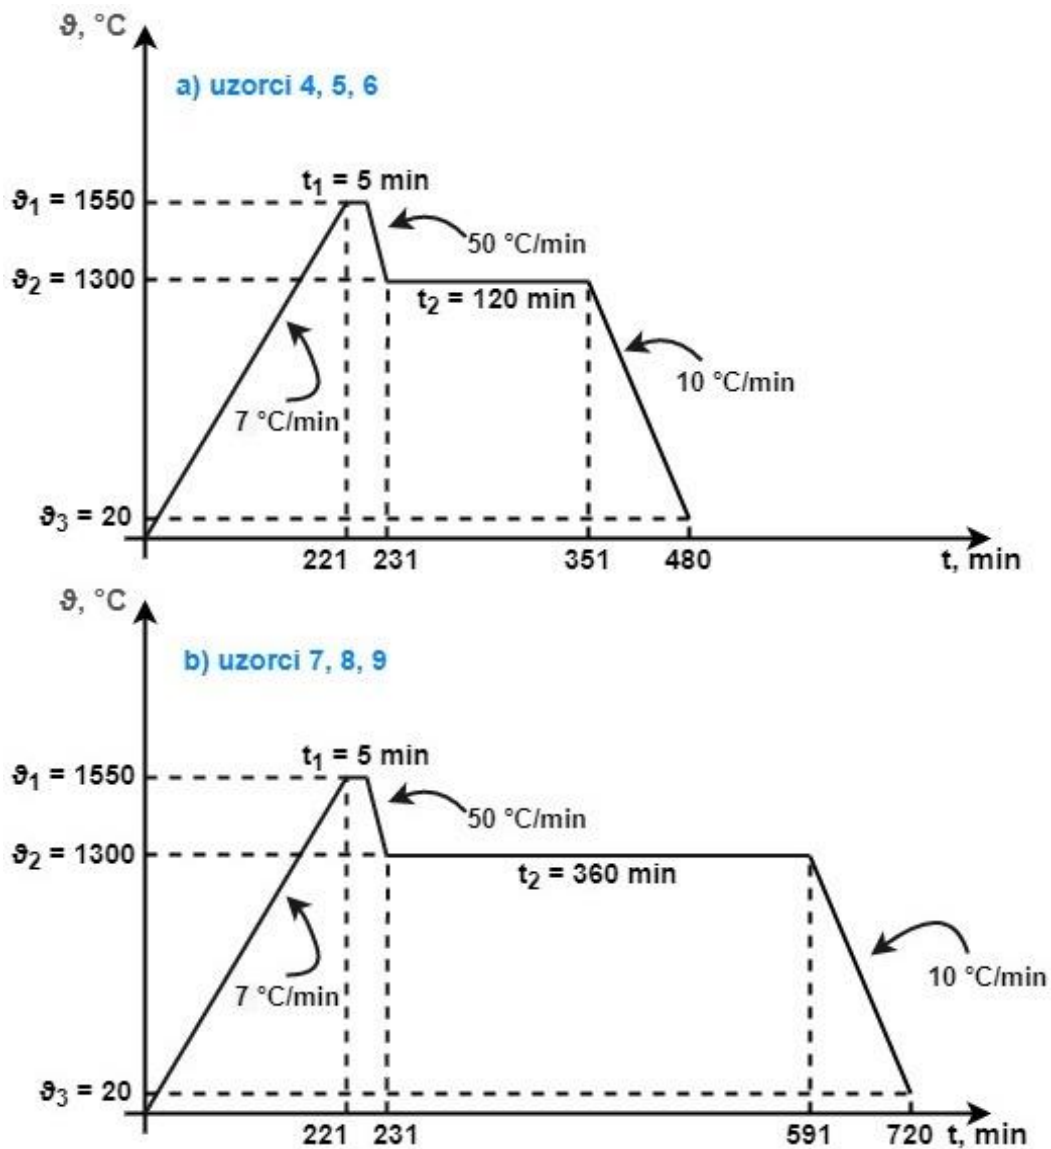 ϑ, °C
a) uzorci 4, 5, 6
t₁ = 5 min
ϑ₁ = 1550
50 °C/min
ϑ₂ = 1300
t₂ = 120 min
10 °C/min
7 °C/min
ϑ₃ = 20
221 231 351 480 t, min
ϑ, °C
b) uzorci 7, 8, 9
t₁ = 5 min
ϑ₁ = 1550
50 °C/min
ϑ₂ = 1300
t₂ = 360 min
10 °C/min
7 °C/min
ϑ₃ = 20
221 231 591 720 t, min